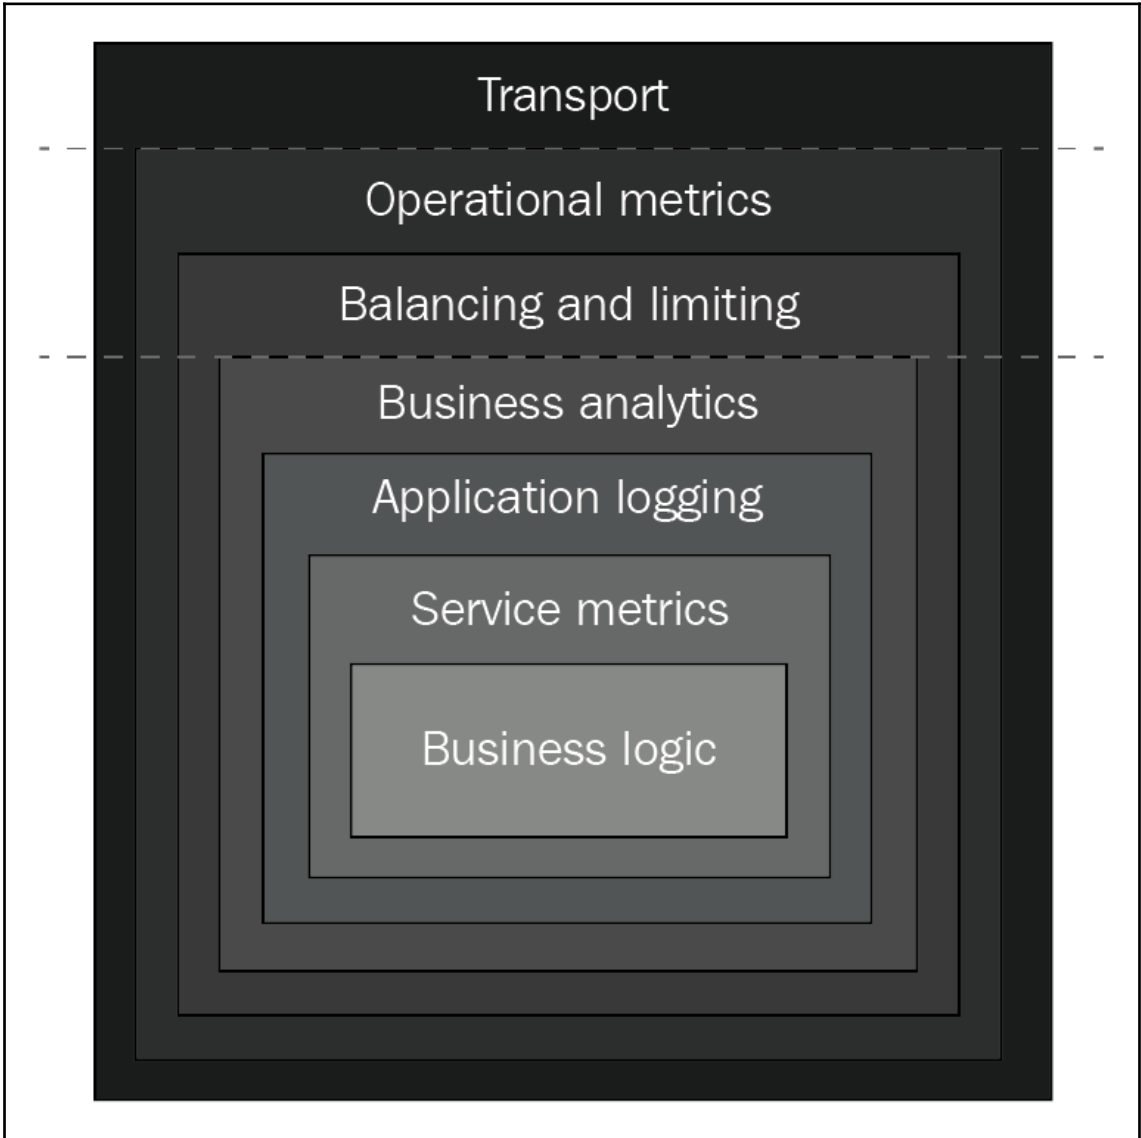 Transport
Operational metrics
Balancing and limiting
Business analytics
Application logging
Service metrics
Business logic